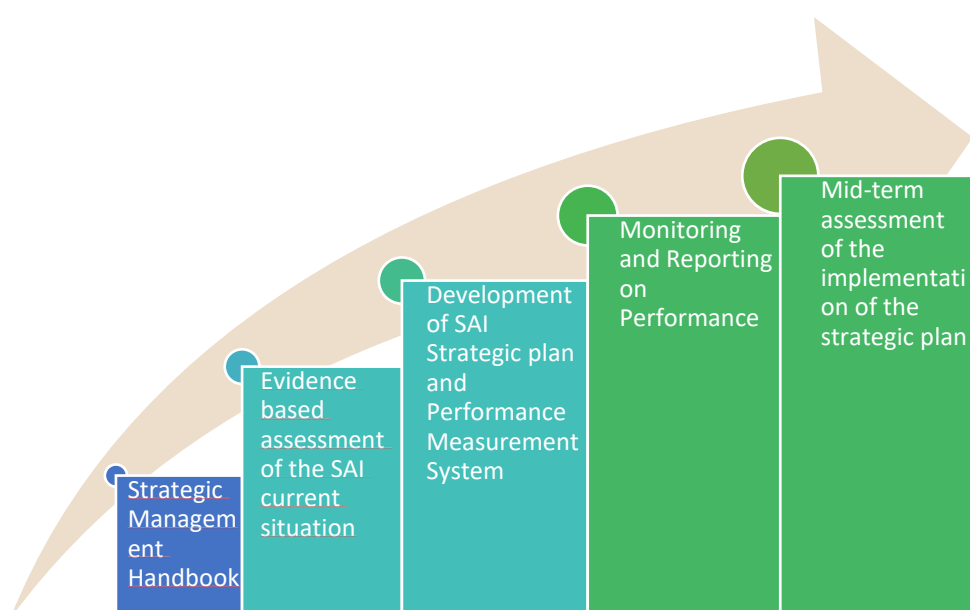 Strategic
Managem
ent
Handbook
Evidence
based
assessment
of the SAI
current
situation
Development
of SAI
Strategic plan
and
Performance
Measurement
System
Monitoring
and Reporting
on
Performance
Mid-term
assessment
of the
implementati
on of the
strategic plan